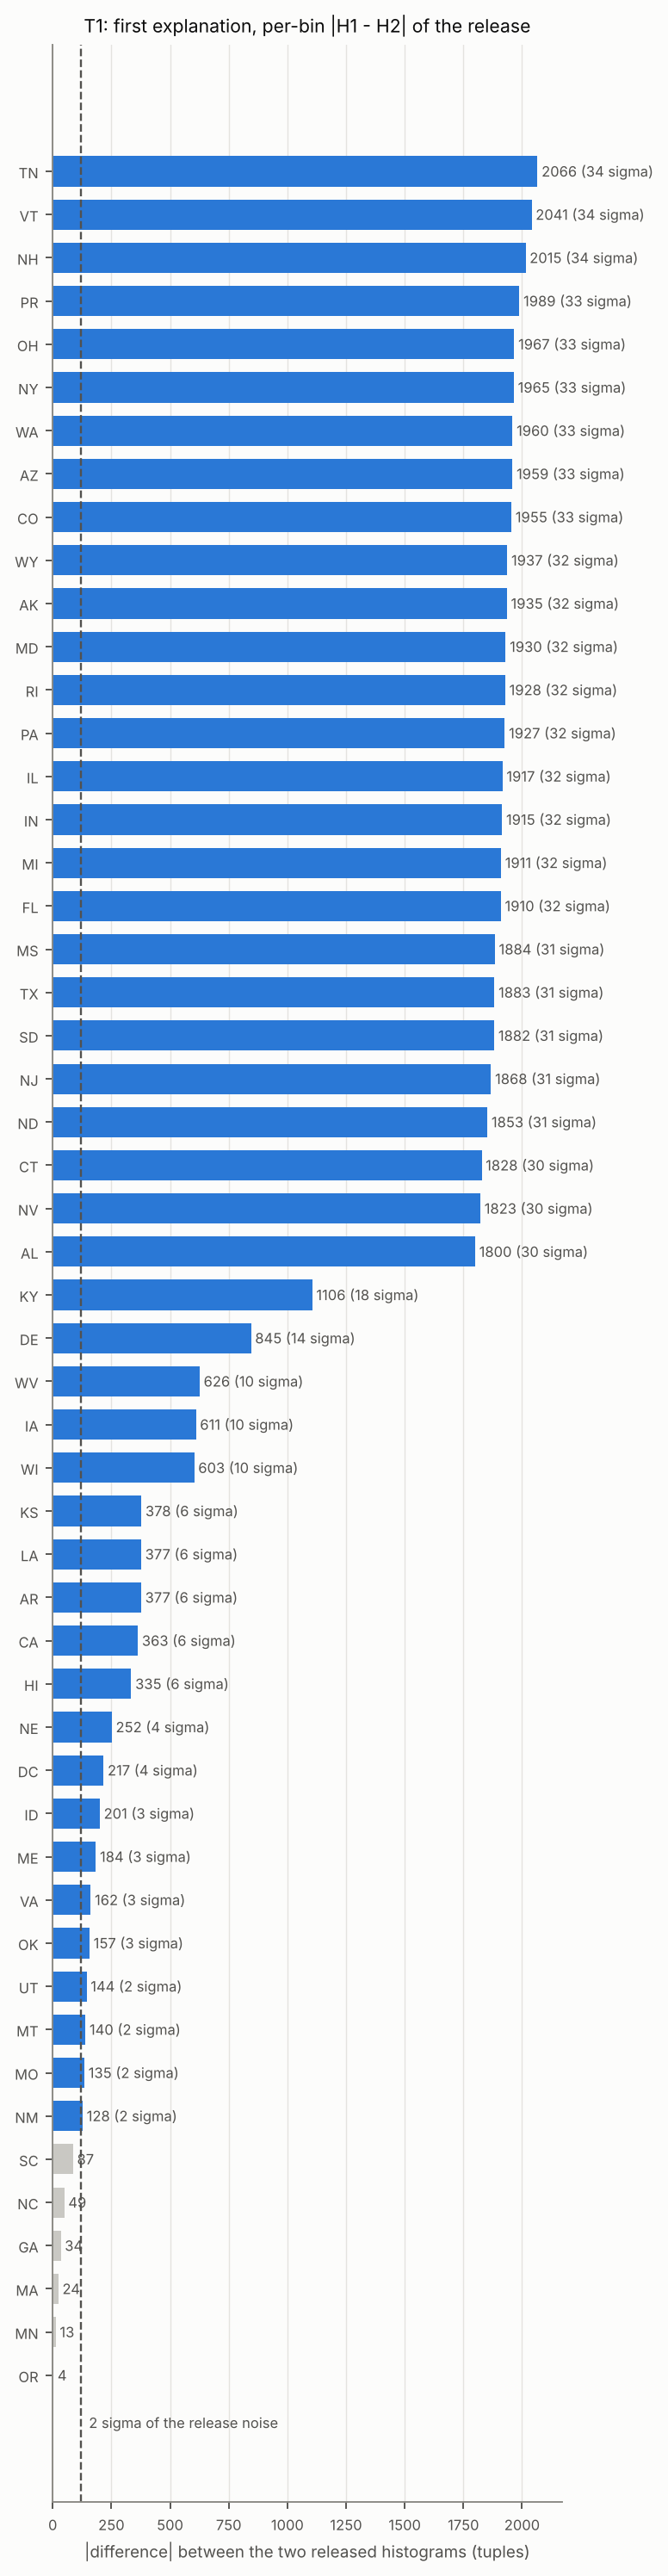 T1: first explanation, per-bin |H1 - H2| of the release
TN 2066 (34 sigma)
VT 2041 (34 sigma)
NH 2015 (34 sigma)
PR 1989 (33 sigma)
OH 1967 (33 sigma)
NY 1965 (33 sigma)
WA 1960 (33 sigma)
AZ 1959 (33 sigma)
CO 1955 (33 sigma)
WY 1937 (32 sigma)
AK 1935 (32 sigma)
MD 1930 (32 sigma)
RI 1928 (32 sigma)
PA 1927 (32 sigma)
IL 1917 (32 sigma)
IN 1915 (32 sigma)
MI 1911 (32 sigma)
FL 1910 (32 sigma)
MS 1884 (31 sigma)
TX 1883 (31 sigma)
SD 1882 (31 sigma)
NJ 1868 (31 sigma)
ND 1853 (31 sigma)
CT 1828 (30 sigma)
NV 1823 (30 sigma)
AL 1800 (30 sigma)
KY 1106 (18 sigma)
DE 845 (14 sigma)
WV 626 (10 sigma)
IA 611 (10 sigma)
WI 603 (10 sigma)
KS 378 (6 sigma)
LA 377 (6 sigma)
AR 377 (6 sigma)
CA 363 (6 sigma)
HI 335 (6 sigma)
NE 252 (4 sigma)
DC 217 (4 sigma)
ID 201 (3 sigma)
ME 184 (3 sigma)
VA 162 (3 sigma)
OK 157 (3 sigma)
UT 144 (2 sigma)
MT 140 (2 sigma)
MO 135 (2 sigma)
NM 128 (2 sigma)
SC 87
NC 49
GA 34
MA 24
MN 13
OR 4
2 sigma of the release noise
0 250 500 750 1000 1250 1500 1750 2000
|difference| between the two released histograms (tuples)